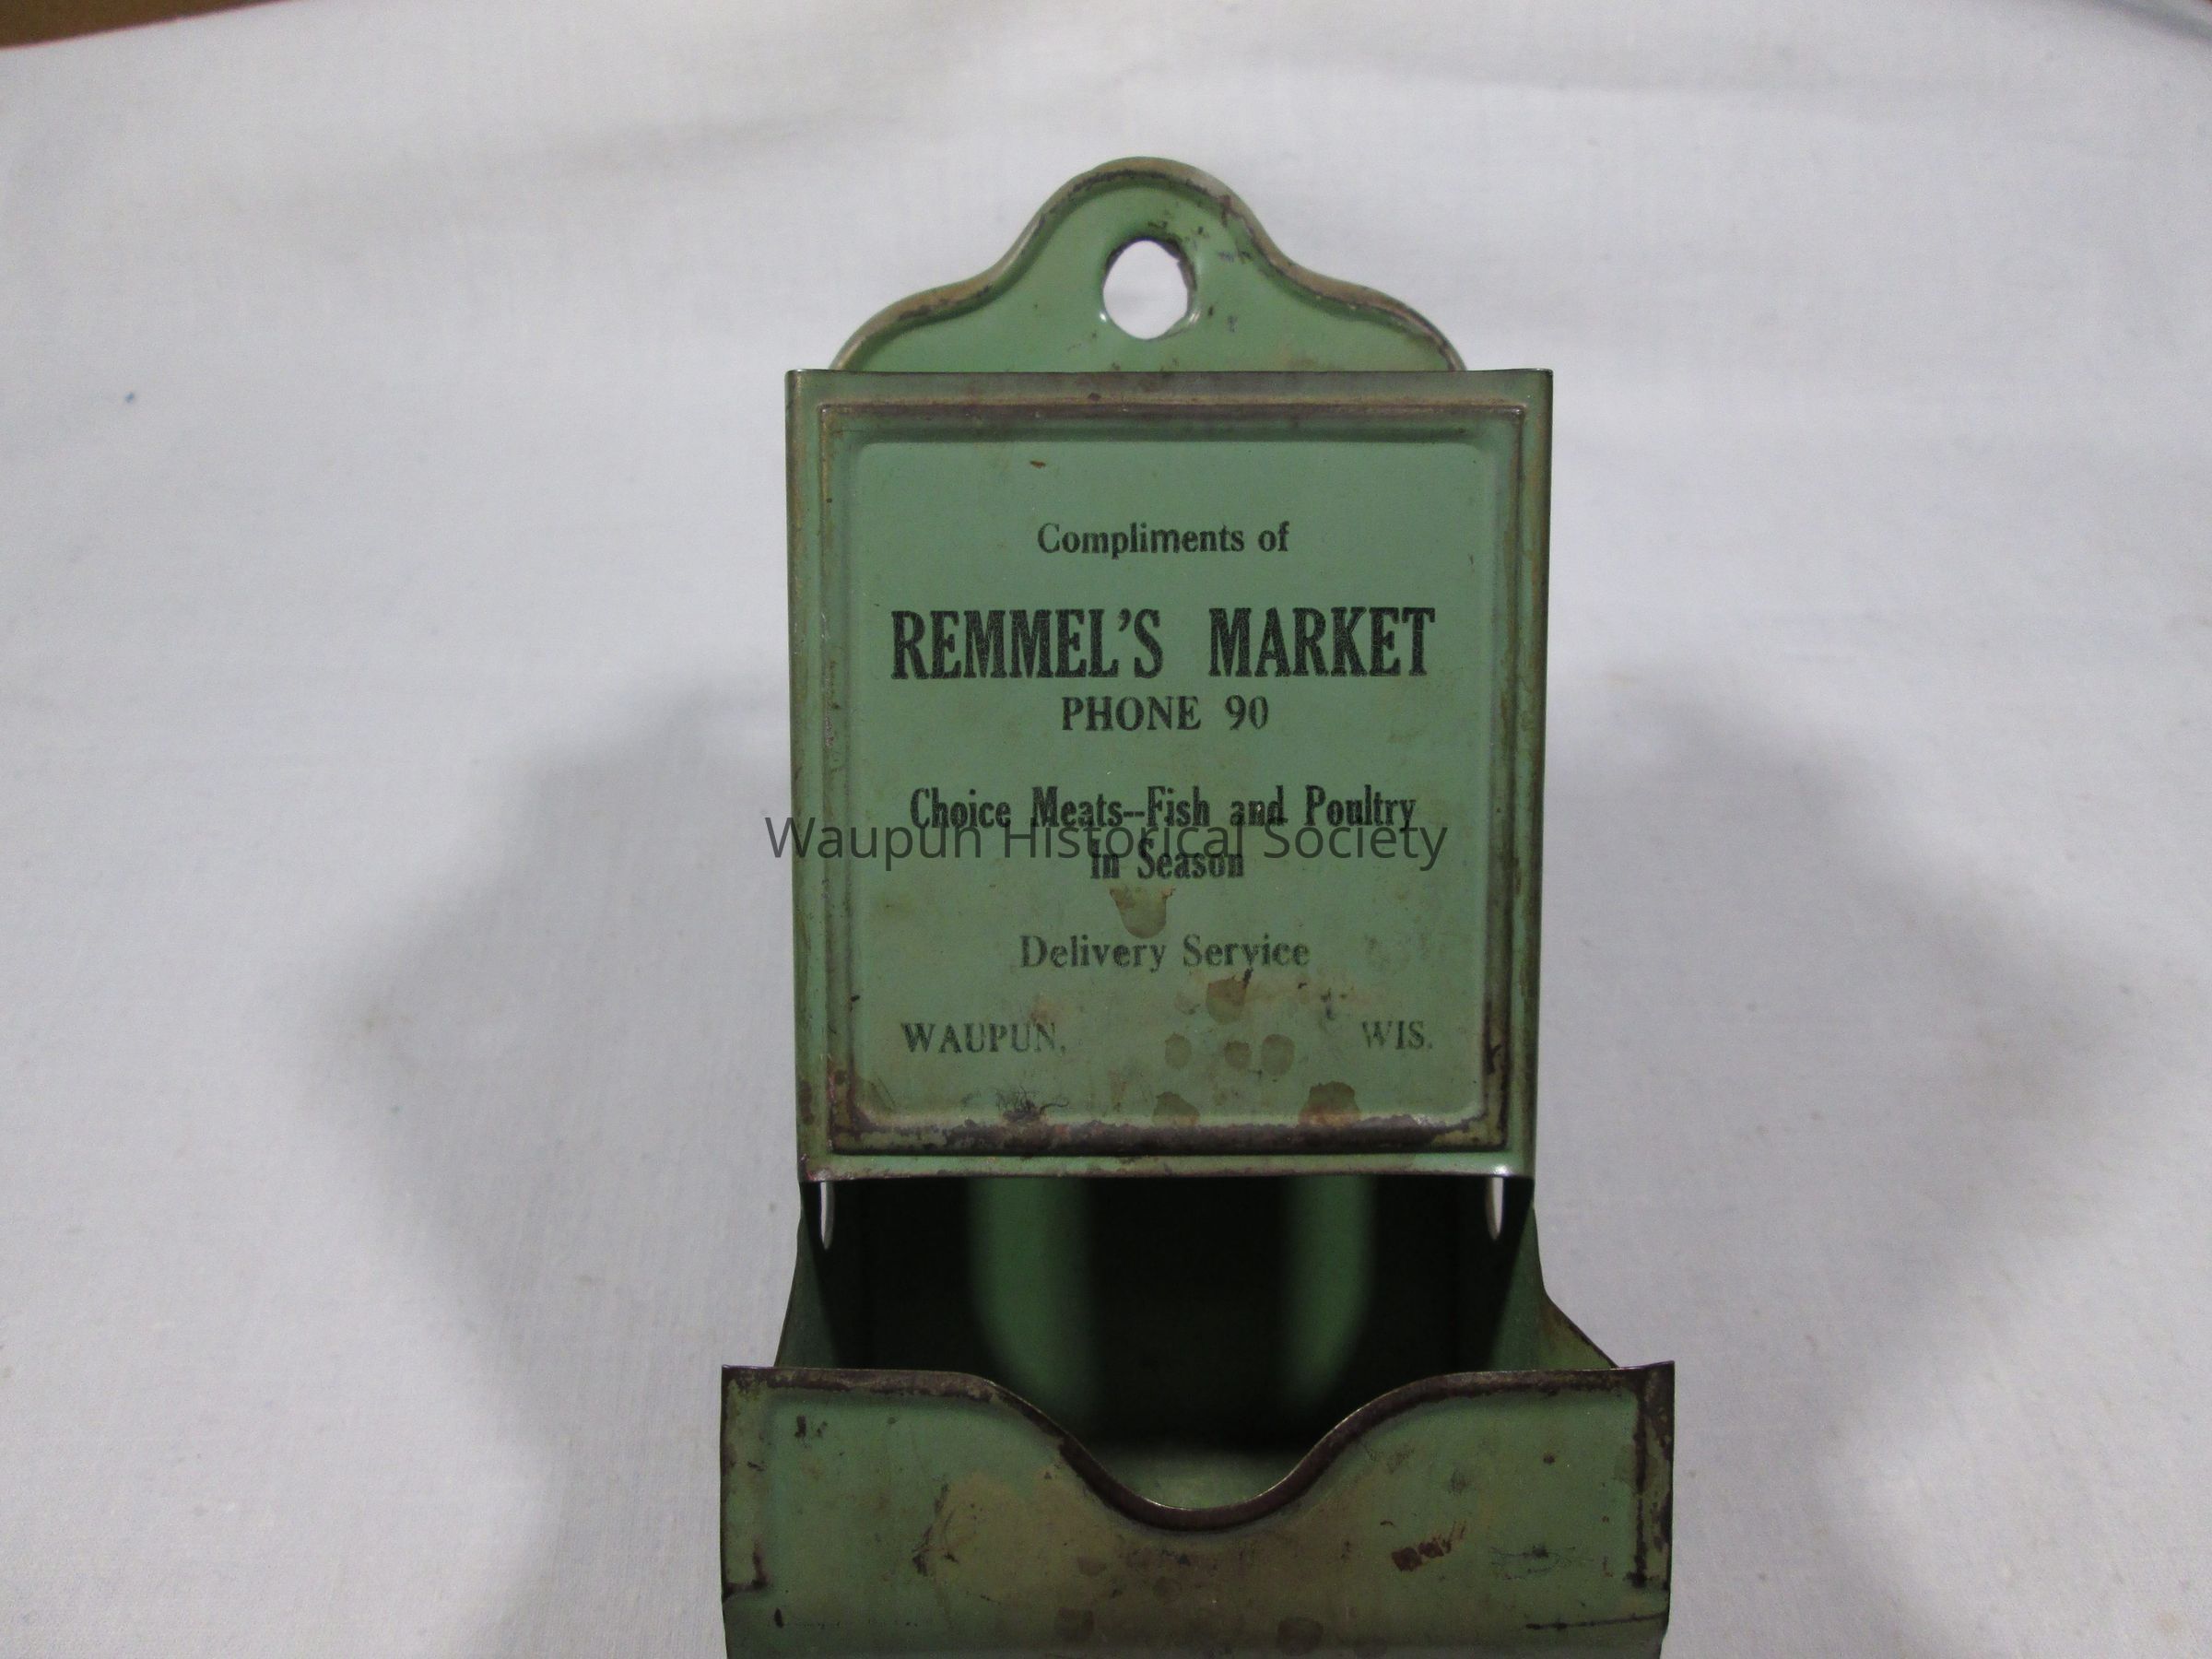 Compliments of
REMMEL'S MARKET
PHONE 90
Choice Meats--Fish and Poultry
Waupun Historical Society
In Season
Delivery Service
WAUPUN, WIS.